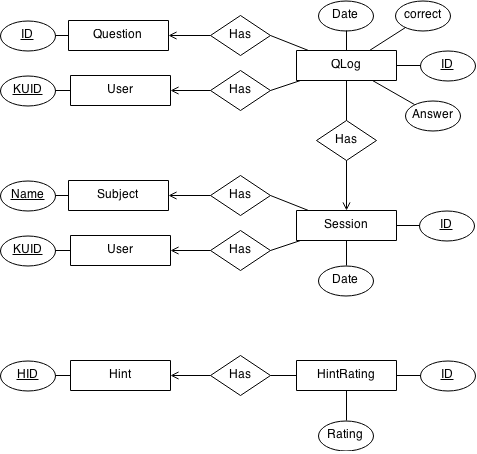 Date
correct
ID
Question
Has
QLog
ID
KUID
User
Has
Answer
Has
Name
Subject
Has
Session
ID
KUID
User
Has
Date
HID
Hint
Has
HintRating
ID
Rating